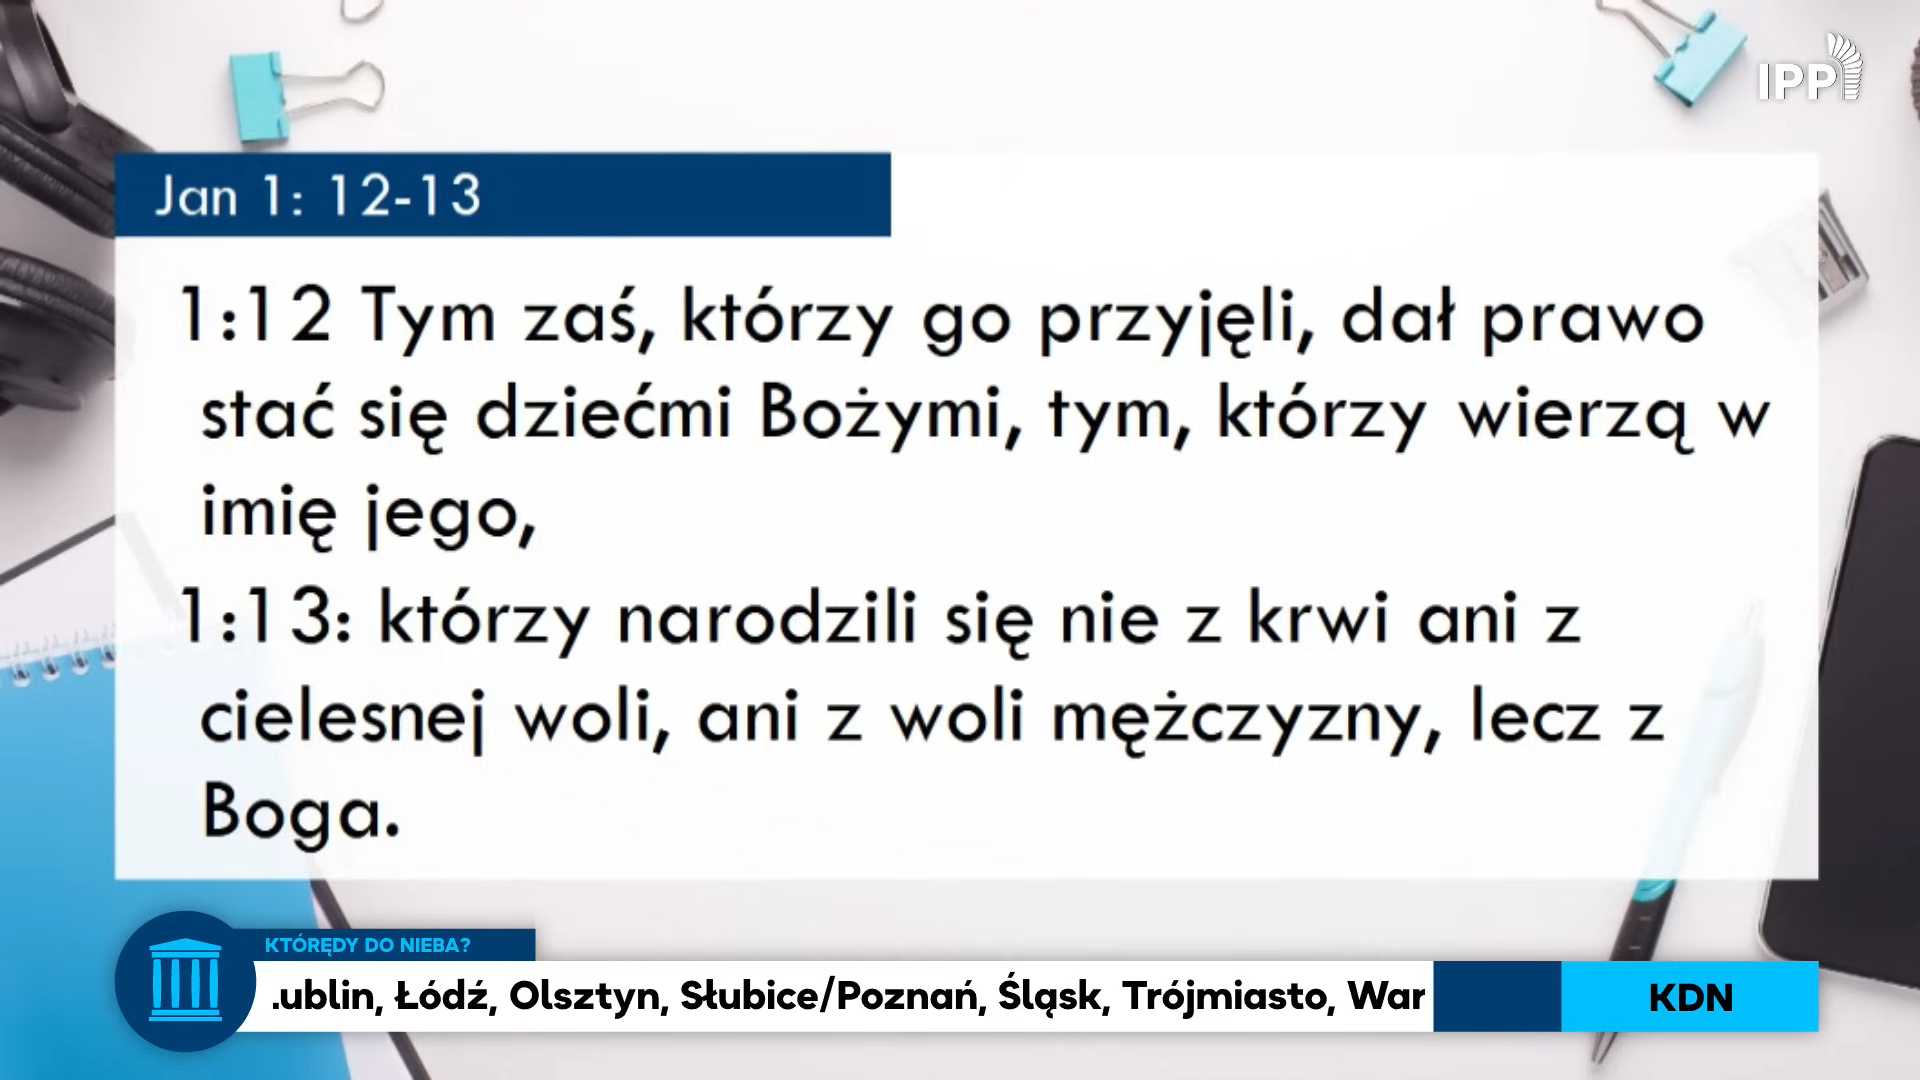 IPPI
Jan 1: 12-13
1:12 Tym zaś, którzy go przyjęli, dał prawo
stać się dziećmi Bożymi, tym, którzy wierzą w
imię jego,
1:13: którzy narodzili się nie z krwi ani z
cielesnej woli, ani z woli mężczyzny, lecz z
Boga.
KTÓRĘDY DO NIEBA?
.ublin, Łódź, Olsztyn, Słubice/Poznań, Śląsk, Trójmiasto, War
KDN